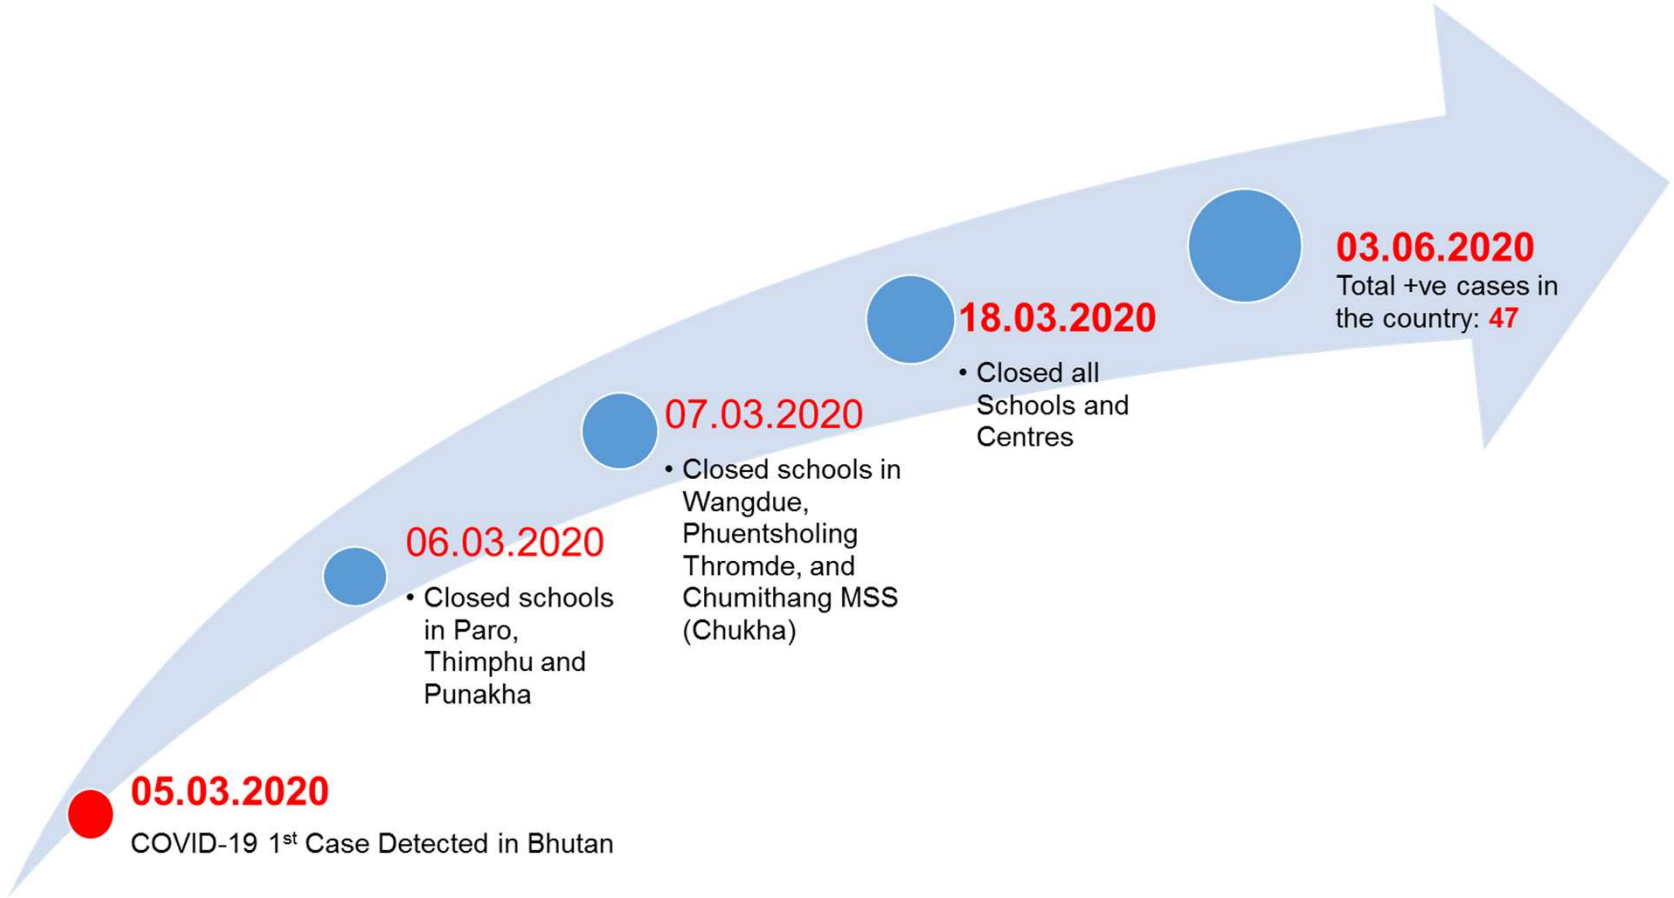 05.03.2020
COVID-19 1st Case Detected in Bhutan
06.03.2020
• Closed schools
in Paro,
Thimphu and
Punakha
07.03.2020
• Closed schools in
Wangdue,
Phuentsholing
Thromde, and
Chumithang MSS
(Chukha)
18.03.2020
• Closed all
Schools and
Centres
03.06.2020
Total +ve cases in
the country: 47